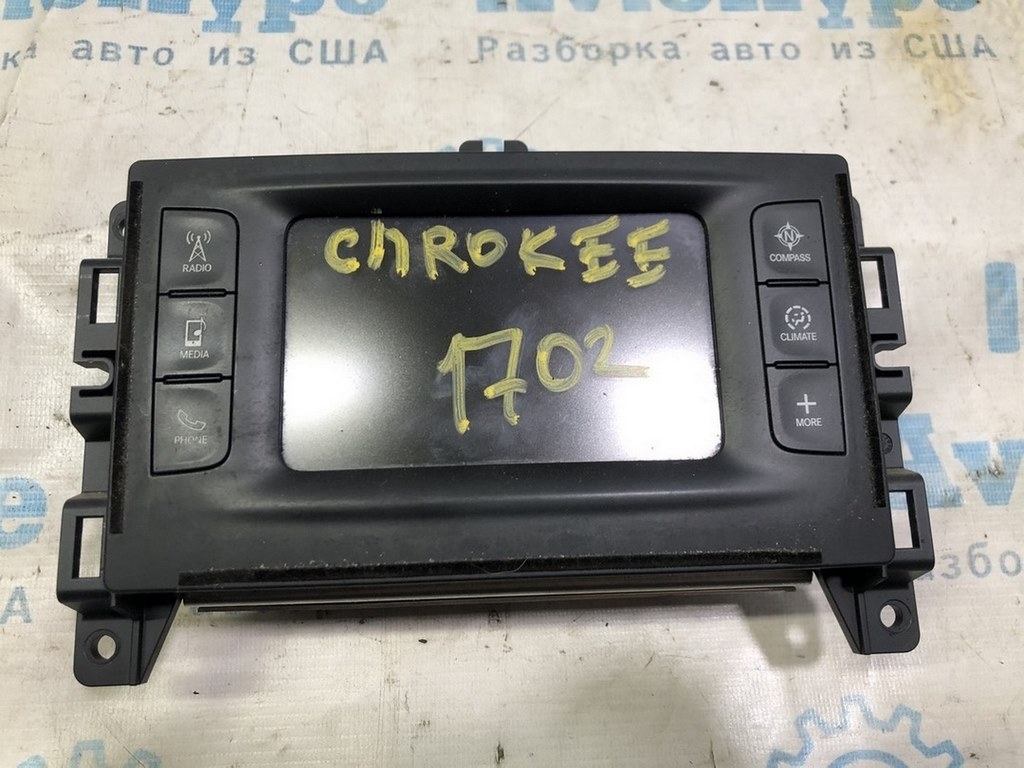 авто из США Разборка авто из США
CHROKEE
1702
RADIO
MEDIA
PHONE
COMPASS
CLIMATE
MORE